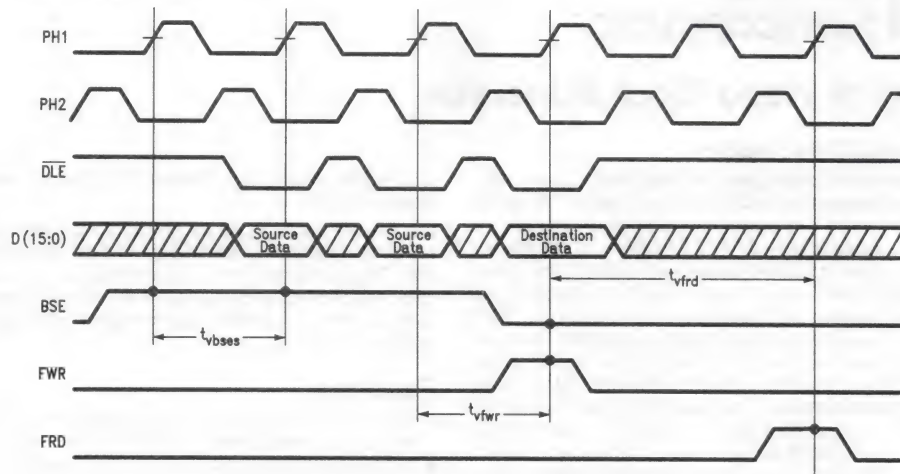 PH1
PH2
DLE
D(15:0)
Source Data
Source Data
Destination Data
t_vfrd
BSE
t_vbses
FWR
t_vfwr
FRD